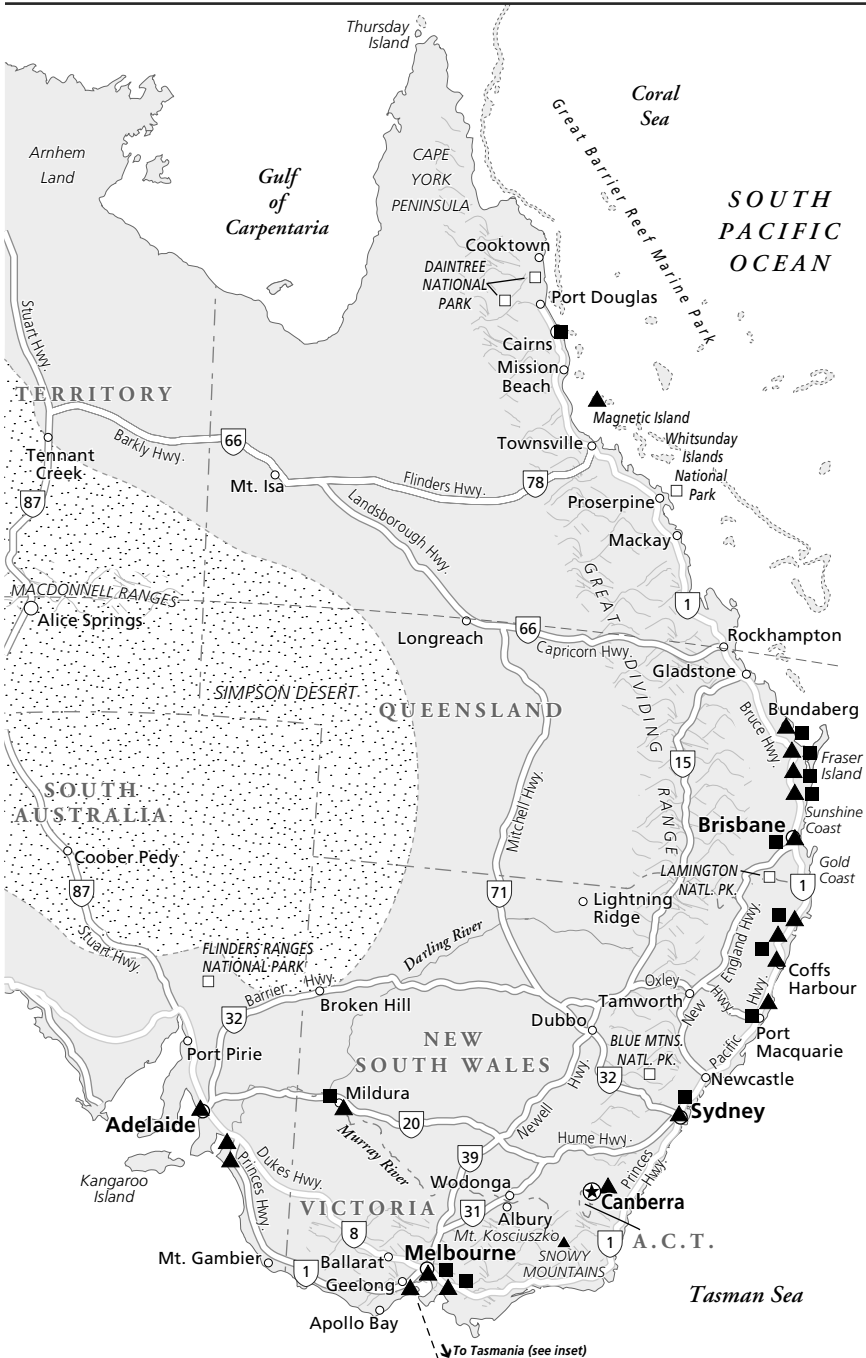 Thursday
Island
Coral
Sea
Great Barrier Reef Marine Park
Arnhem
Land
Gulf
of
Carpentaria
CAPE
YORK
PENINSULA
SOUTH
PACIFIC
OCEAN
Cooktown
DAINTREE
NATIONAL
PARK
Port Douglas
Stuart Hwy.
Cairns
Mission
Beach
TERRITORY
Magnetic Island
Barkly Hwy.
66
Townsville
Whitsunday
Islands
National
Park
Tennant
Creek
Mt. Isa
Flinders Hwy.
78
87
Landsborough Hwy.
Proserpine
Mackay
MACDONNELL RANGES
Alice Springs
GREAT DIVIDING RANGE
1
Longreach
66
Capricorn Hwy.
Rockhampton
Gladstone
SIMPSON DESERT
QUEENSLAND
Bundaberg
Bruce Hwy.
Fraser
Island
15
SOUTH
AUSTRALIA
Mitchell Hwy.
Sunshine
Coast
Brisbane
Coober Pedy
LAMINGTON
NATL. PK.
Gold
Coast
87
71
1
Lightning
Ridge
Stuart Hwy.
FLINDERS RANGES
NATIONAL PARK
Darling River
New England Hwy.
Coffs
Harbour
Barrier Hwy.
Broken Hill
Oxley Hwy.
Tamworth
32
Dubbo
Port
Macquarie
NEW
SOUTH WALES
BLUE MTNS.
NATL. PK.
Pacific Hwy.
Port Pirie
32
Newcastle
Mildura
Adelaide
20
Newell Hwy.
Sydney
Murray River
Hume Hwy.
Dukes Hwy.
39
Princes Hwy.
Kangaroo
Island
Princes Hwy.
Wodonga
Canberra
VICTORIA
31
Albury
8
Mt. Kosciuszko
1
A.C.T.
Melbourne
SNOWY
MOUNTAINS
Mt. Gambier
1
Ballarat
Geelong
Tasman Sea
Apollo Bay
To Tasmania (see inset)